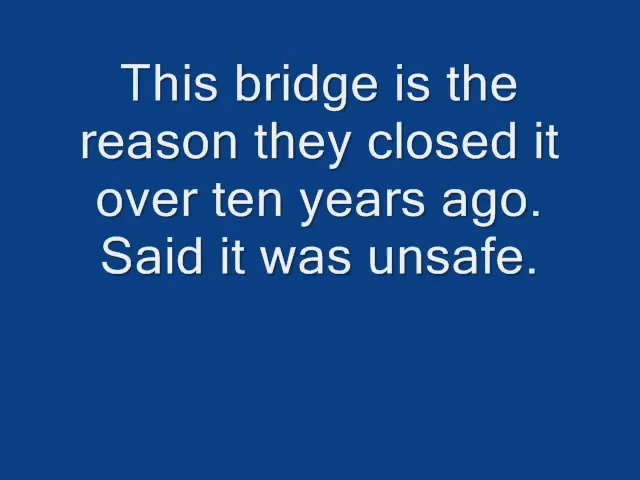 This bridge is the
reason they closed it
over ten years ago.
Said it was unsafe.